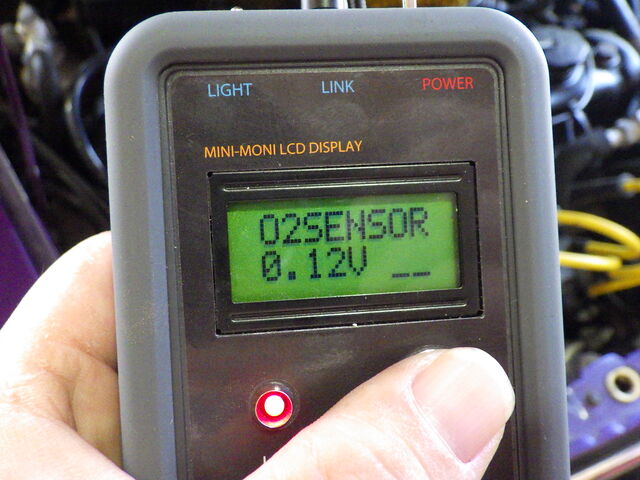 LIGHT LINK POWER
MINI-MONI LCD DISPLAY
O2SENSOR
0.12V __